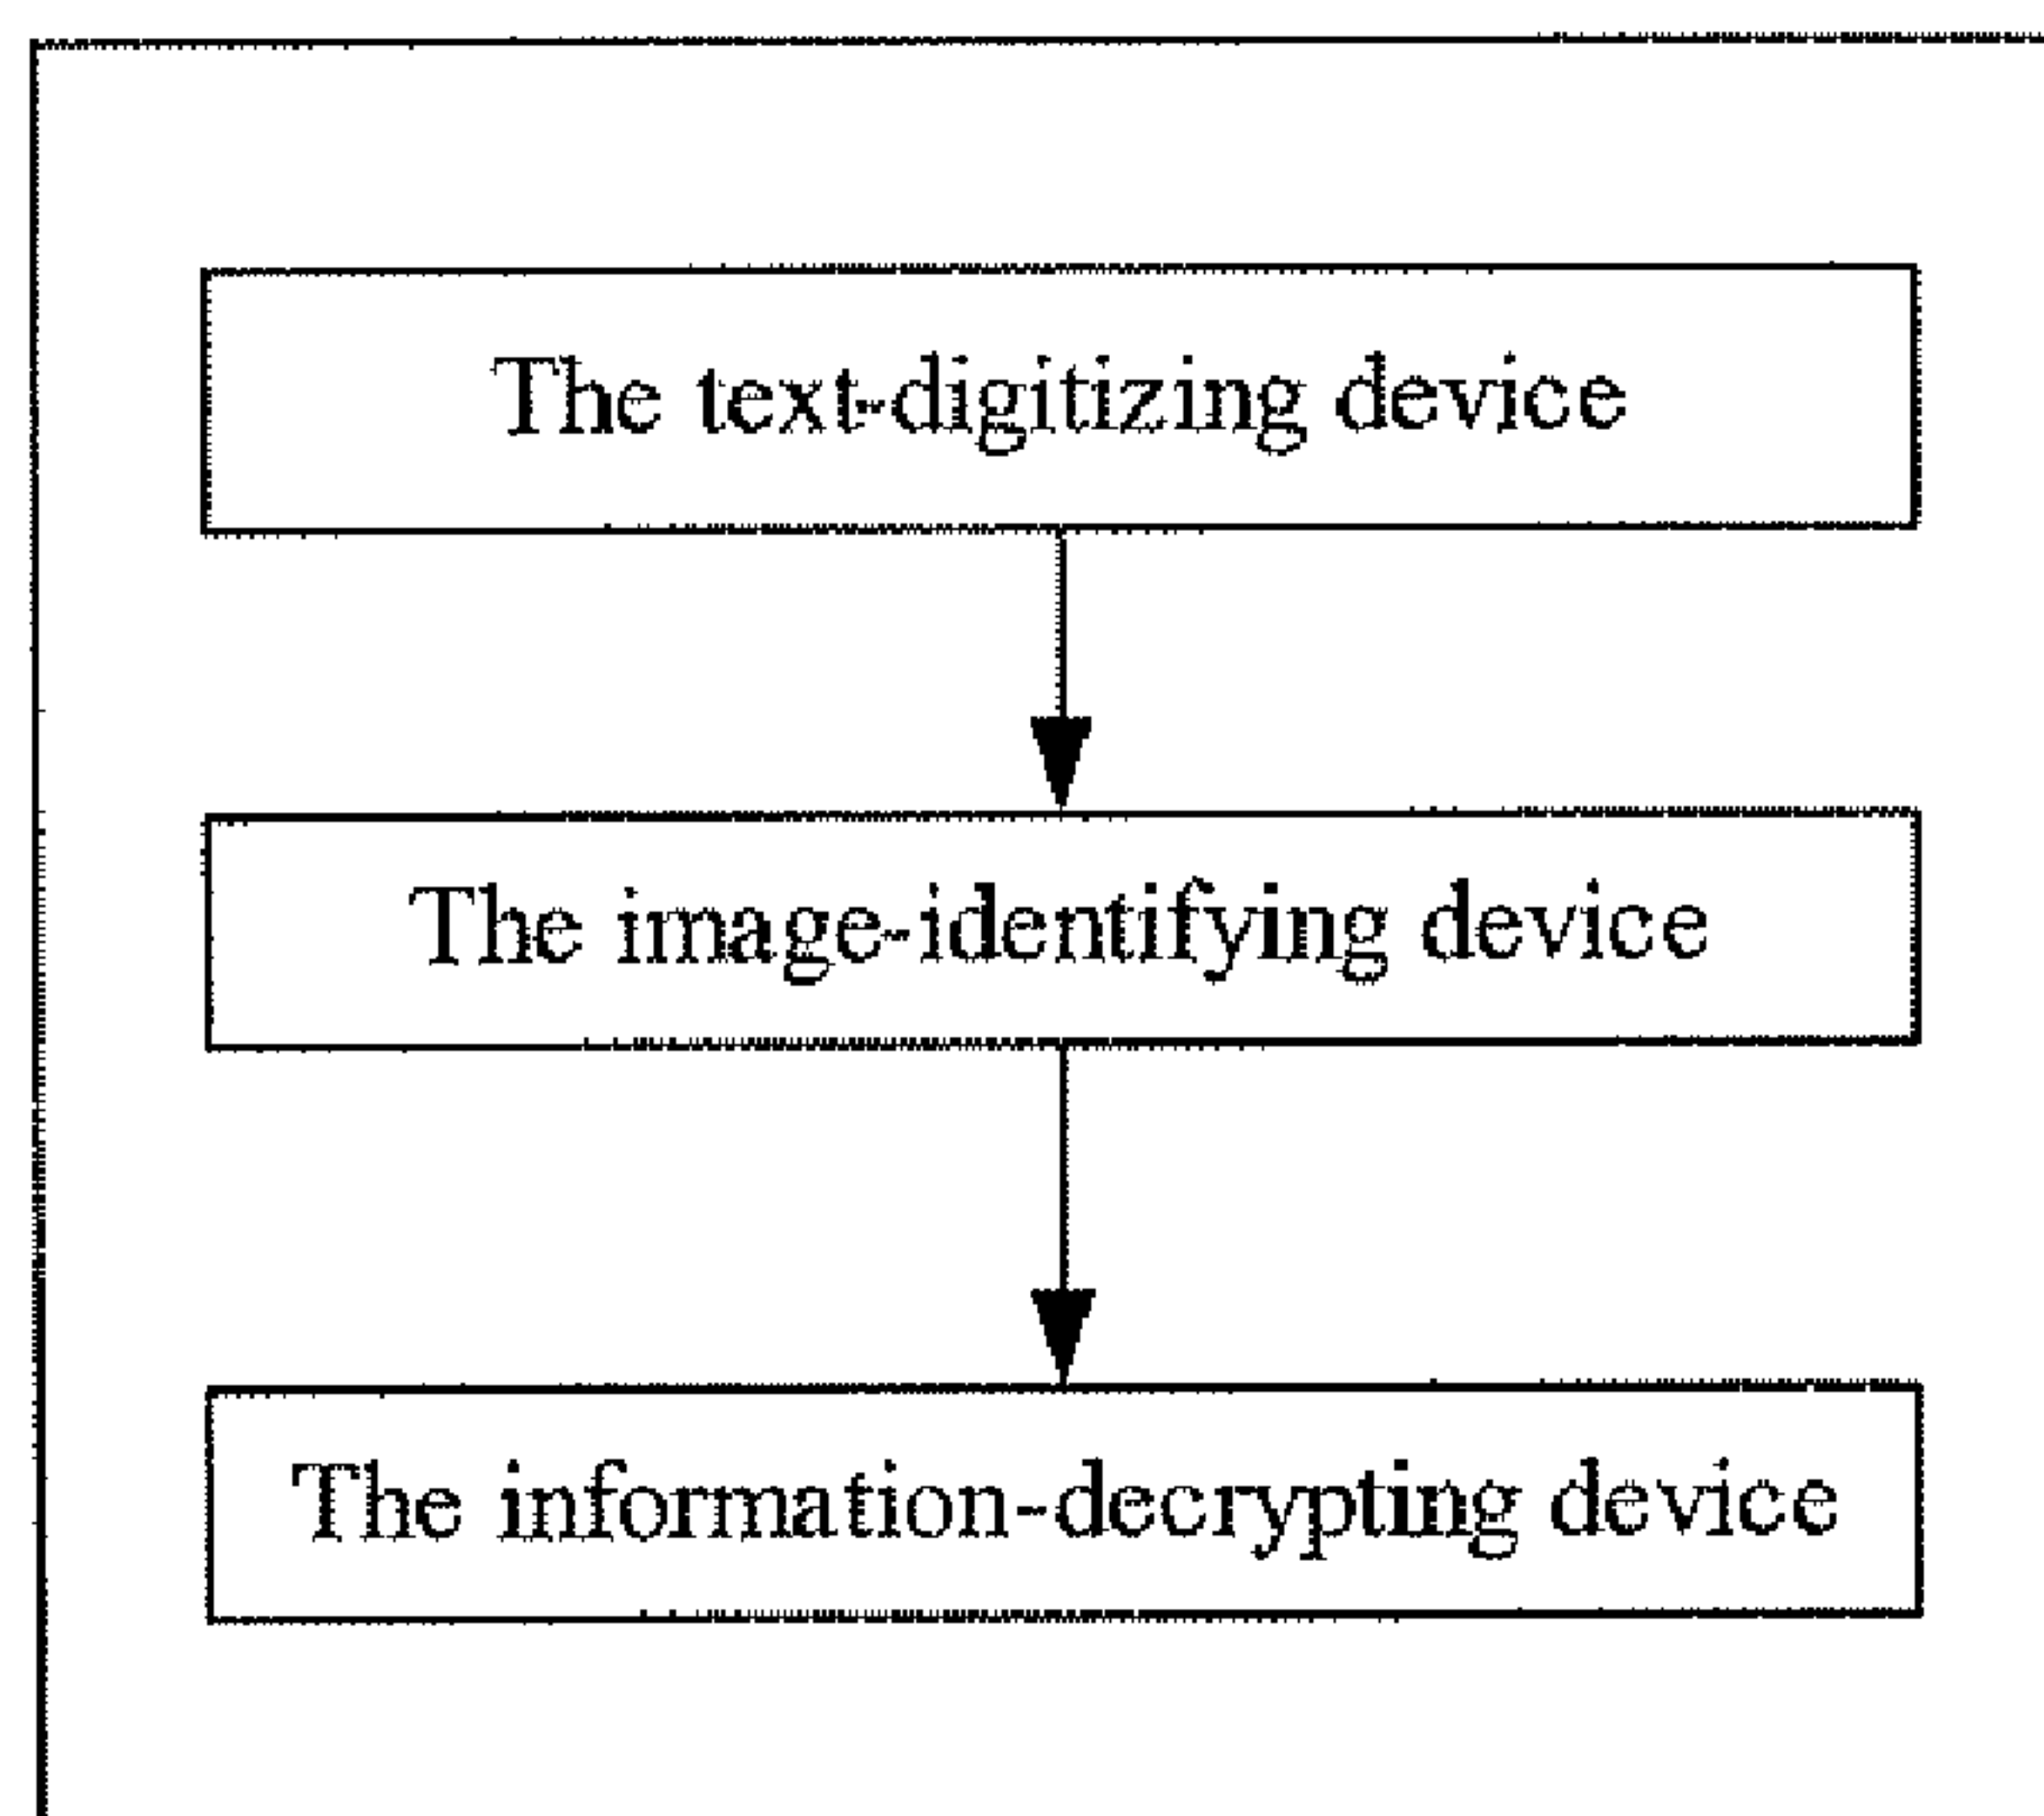 The text-digitizing device
The image-identifying device
The information-decrypting device